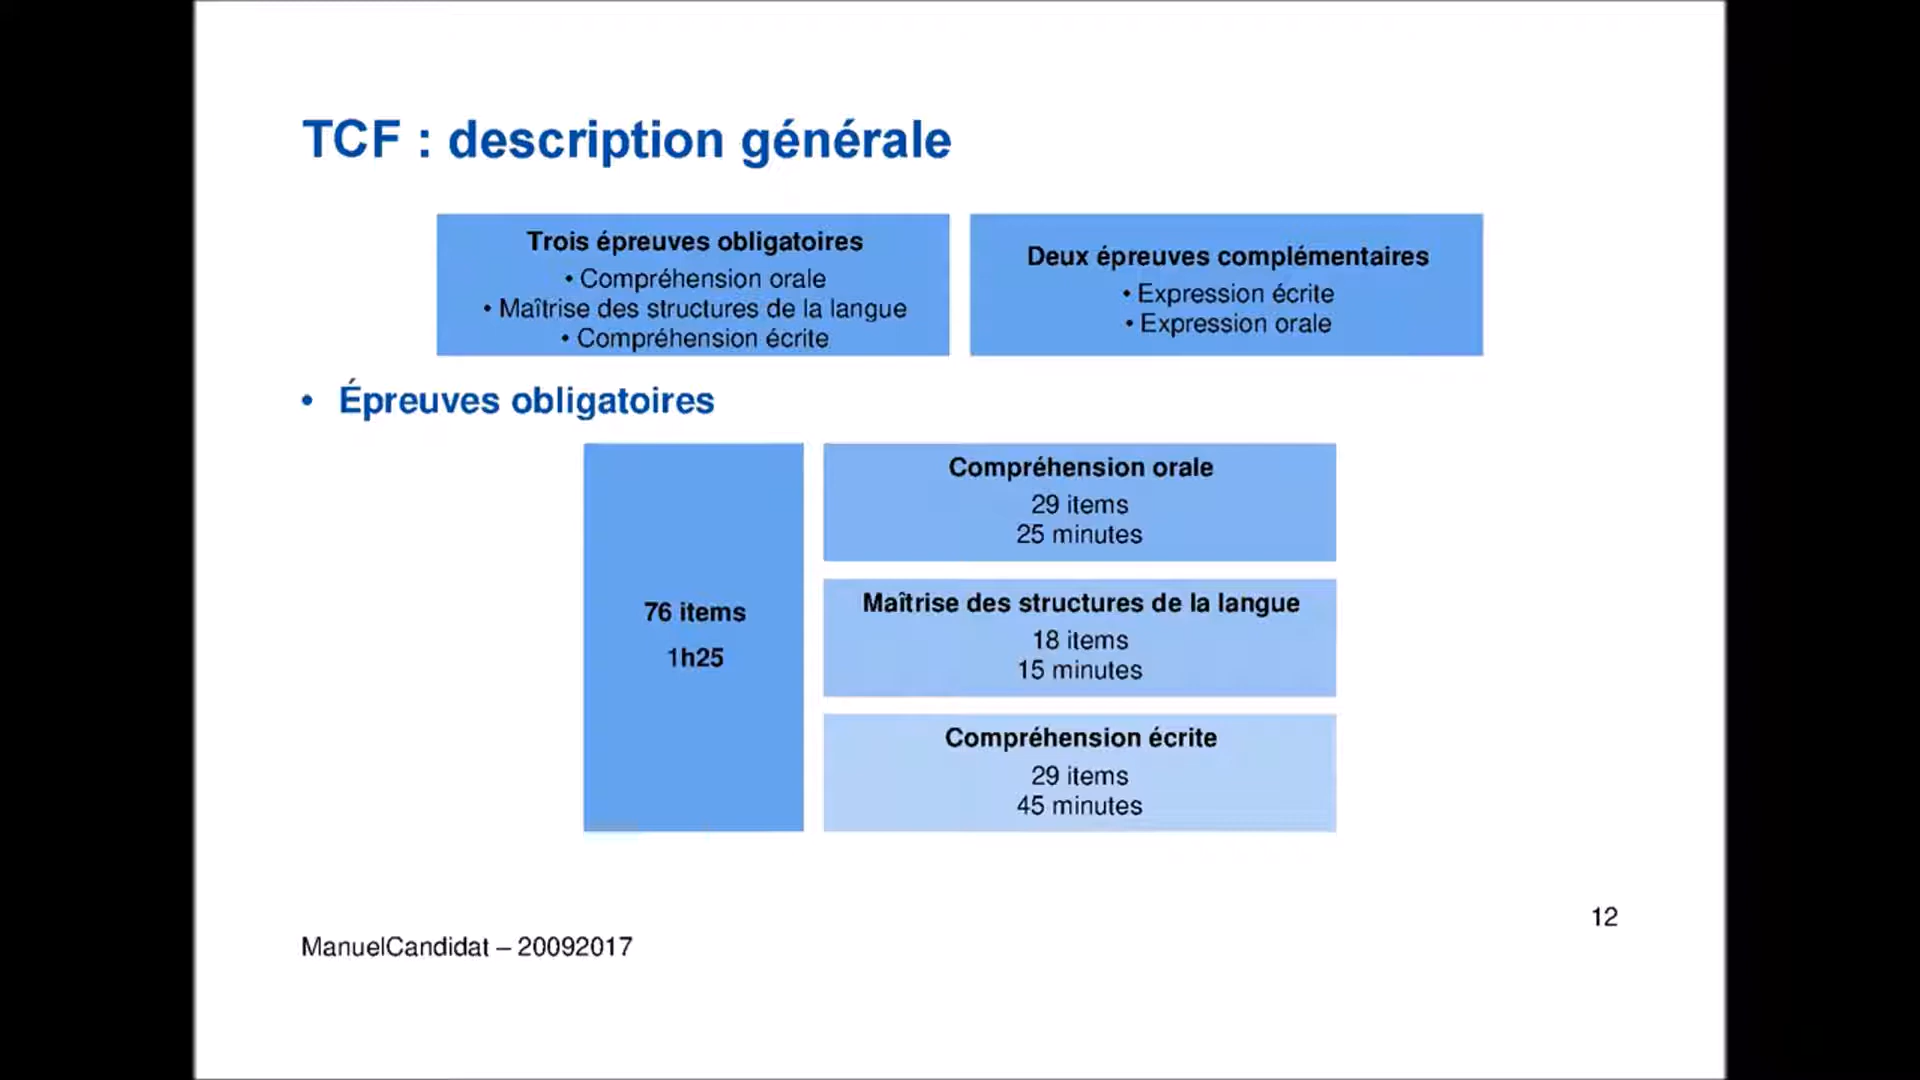 TCF : description générale
Trois épreuves obligatoires
• Compréhension orale
• Maîtrise des structures de la langue
• Compréhension écrite
Deux épreuves complémentaires
• Expression écrite
• Expression orale
• Épreuves obligatoires
76 items
1h25
Compréhension orale
29 items
25 minutes
Maîtrise des structures de la langue
18 items
15 minutes
Compréhension écrite
29 items
45 minutes
12
ManuelCandidat – 20092017